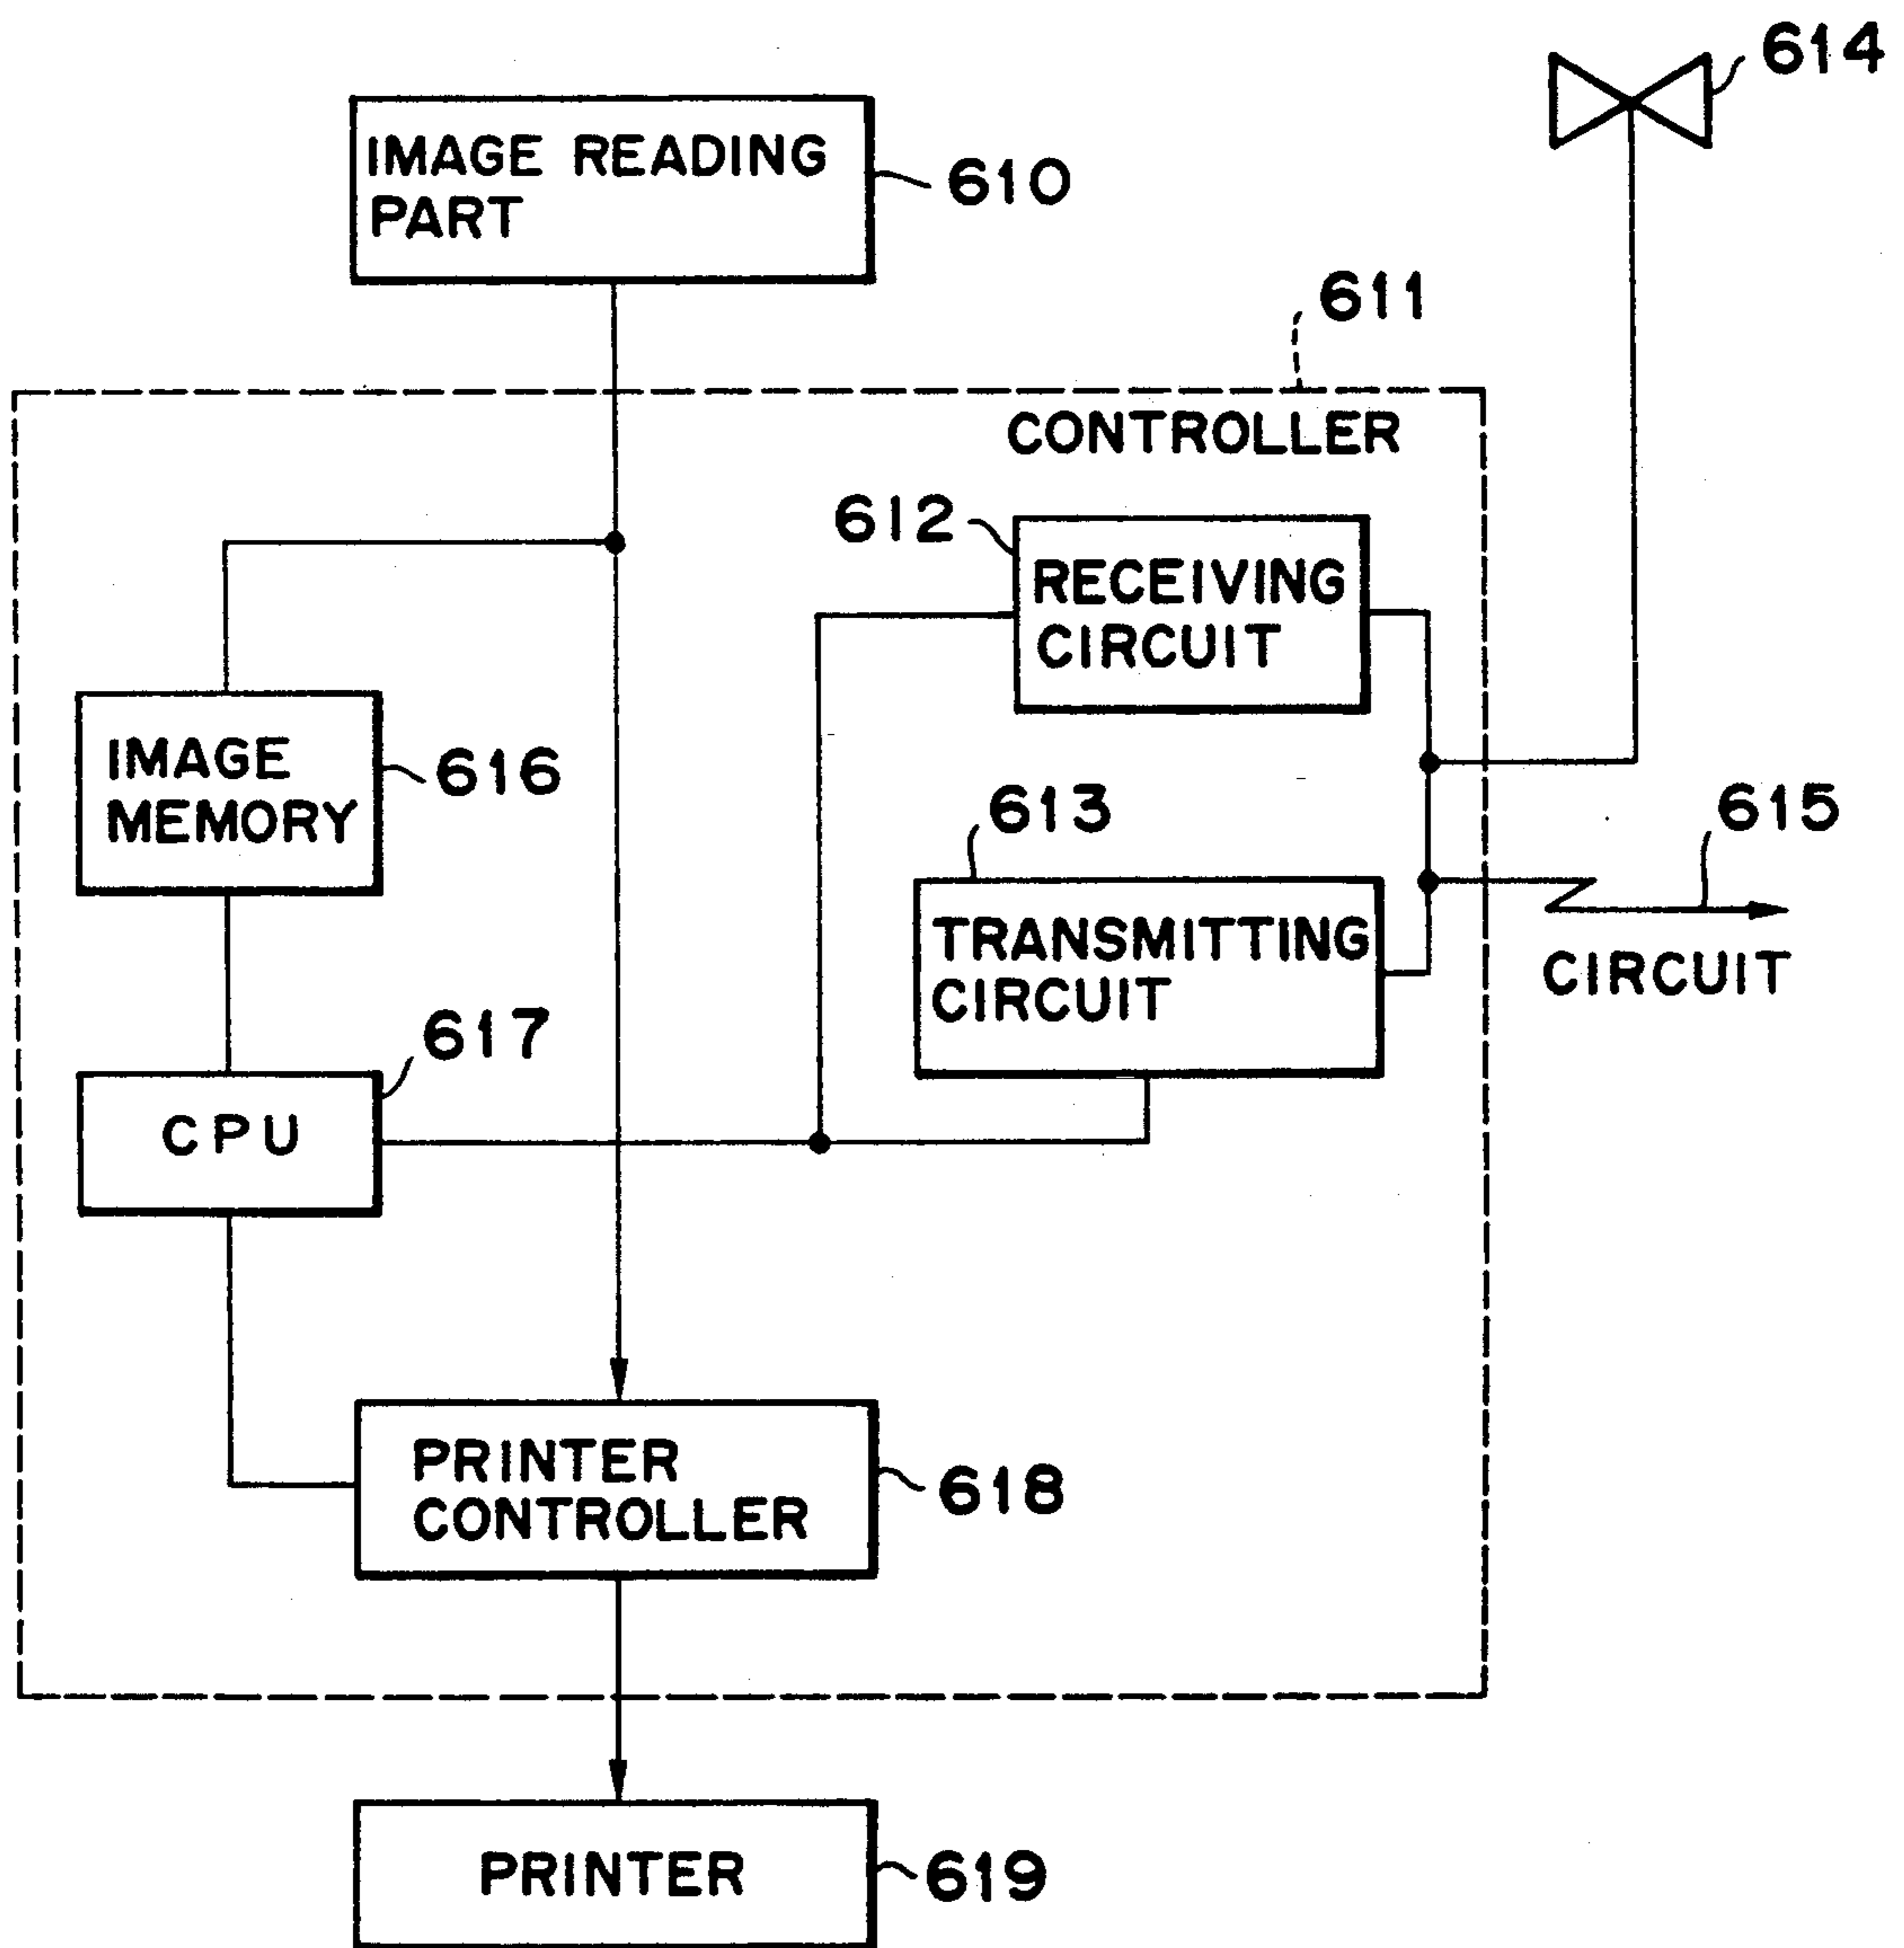 614
IMAGE READING
PART
610
611
CONTROLLER
612
RECEIVING
CIRCUIT
IMAGE
MEMORY
616
613
615
TRANSMITTING
CIRCUIT
CIRCUIT
617
CPU
PRINTER
CONTROLLER
618
PRINTER
619